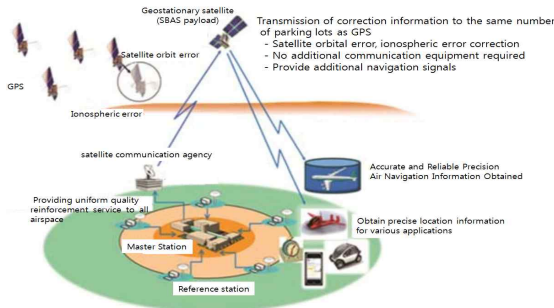 Geostationary satellite
(SBAS payload)
Transmission of correction information to the same number
of parking lots as GPS
- Satellite orbital error, ionospheric error correction
- No additional communication equipment required
- Provide additional navigation signals
Satellite orbit error
GPS
Ionospheric error
satellite communication agency
Accurate and Reliable Precision
Air Navigation Information Obtained
Providing uniform quality
reinforcement service to all
airspace
Obtain precise location information
for various applications
Master Station
Reference station